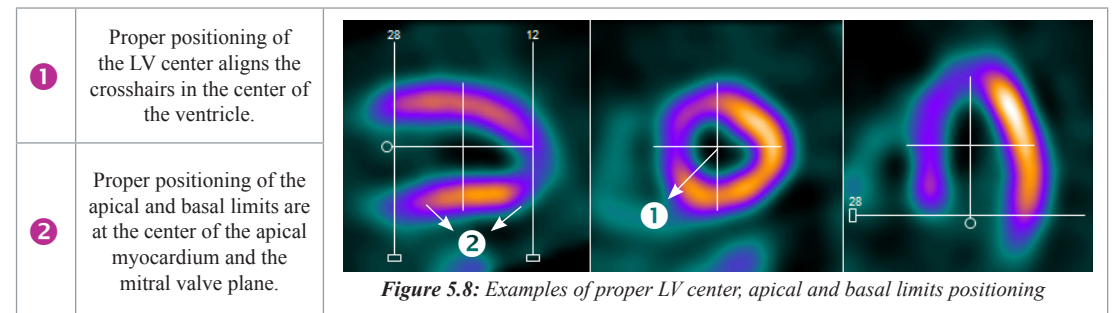 1
Proper positioning of
the LV center aligns the
crosshairs in the center of
the ventricle.
2
Proper positioning of the
apical and basal limits are
at the center of the apical
myocardium and the
mitral valve plane.
28
12
2
1
28
Figure 5.8: Examples of proper LV center, apical and basal limits positioning